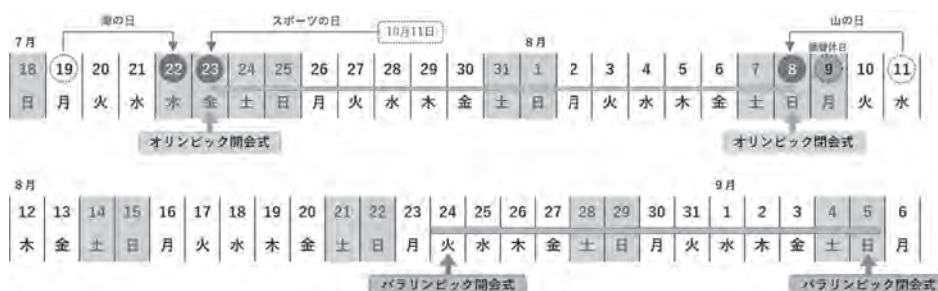 海の日 スポーツの日 10月11日 山の日
7月 8月 振替休日
18 19 20 21 22 23 24 25 26 27 28 29 30 31 1 2 3 4 5 6 7 8 9 10 11
日 月 火 水 木 金 土 日 月 火 水 木 金 土 日 月 火 水 木 金 土 日 月 火 水
オリンピック開会式 オリンピック閉会式
8月 9月
12 13 14 15 16 17 18 19 20 21 22 23 24 25 26 27 28 29 30 31 1 2 3 4 5 6
木 金 土 日 月 火 水 木 金 土 日 月 火 水 木 金 土 日 月 火 水 木 金 土 日 月
パラリンピック開会式 パラリンピック閉会式